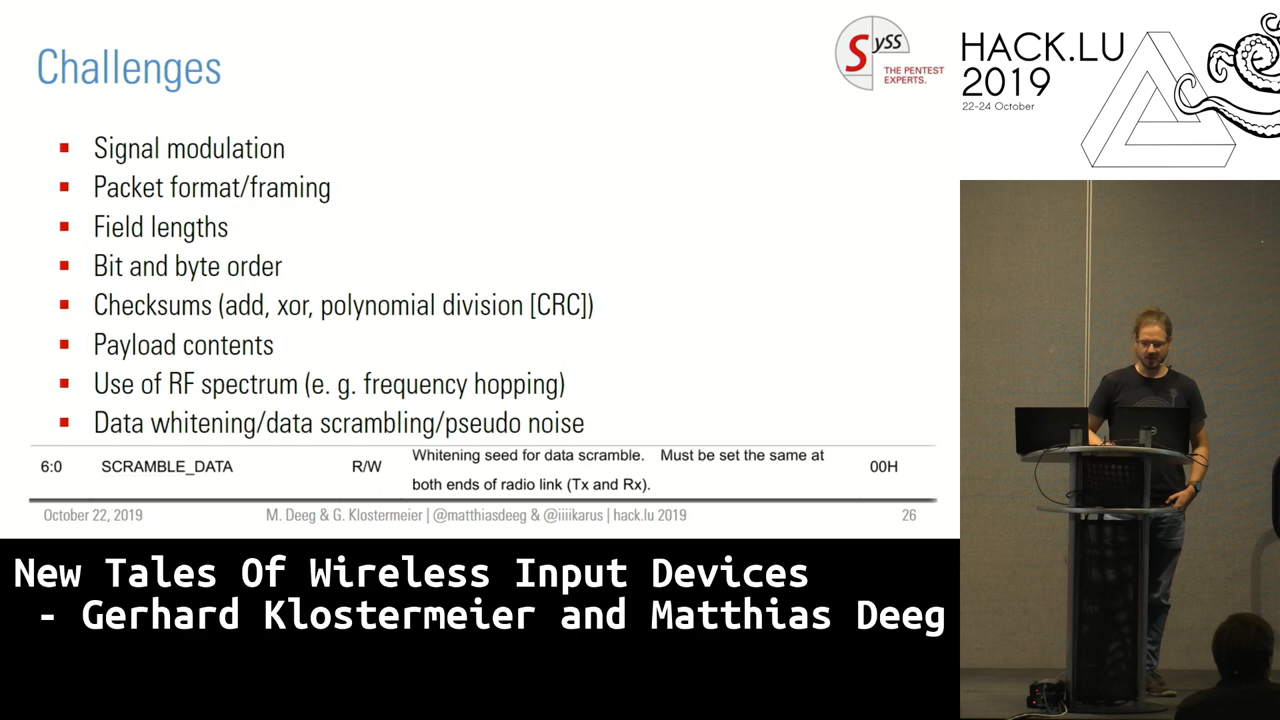 Challenges
SySS
THE PENTEST
EXPERTS.
HACK.LU
2019
22-24 October
Signal modulation
Packet format/framing
Field lengths
Bit and byte order
Checksums (add, xor, polynomial division [CRC])
Payload contents
Use of RF spectrum (e. g. frequency hopping)
Data whitening/data scrambling/pseudo noise
6:0 SCRAMBLE_DATA R/W Whitening seed for data scramble. Must be set the same at both ends of radio link (Tx and Rx). 00H
October 22, 2019 M. Deeg & G. Klostermeier | @matthiasdeeg & @iiiikarus | hack.lu 2019 26
New Tales Of Wireless Input Devices
- Gerhard Klostermeier and Matthias Deeg